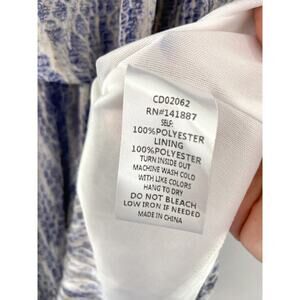 CD02062
RN#141887
SELF:
100%POLYESTER
LINING
100%POLYESTER
TURN INSIDE OUT
MACHINE WASH COLD
WITH LIKE COLORS
HANG TO DRY
DO NOT BLEACH
LOW IRON IF NEEDED
MADE IN CHINA